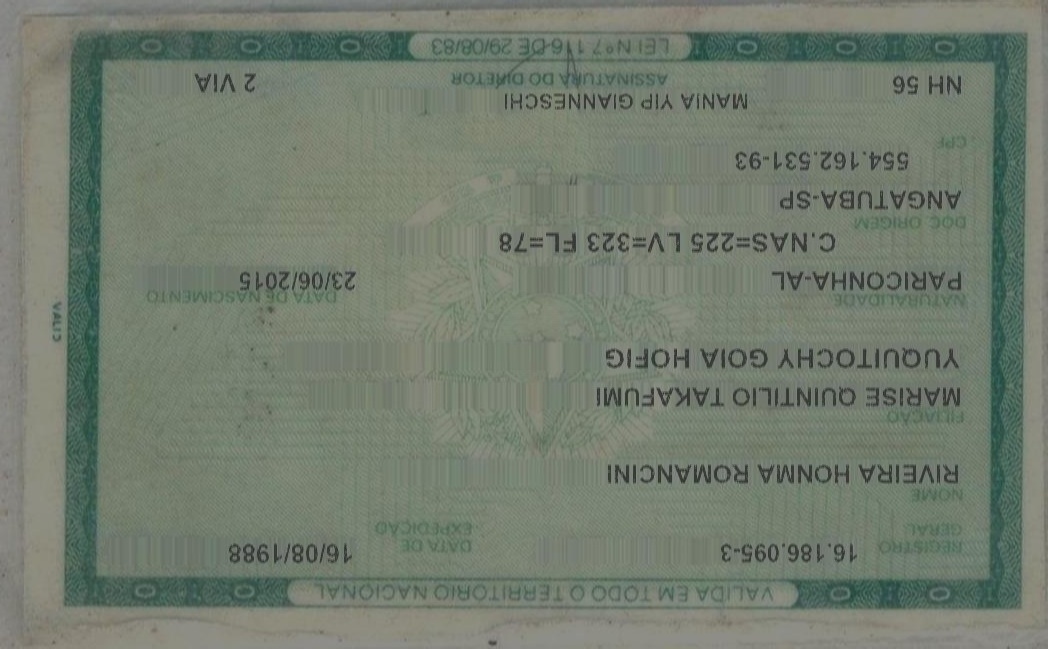 VALIDA EM TODO O TERRITORIO NACIONAL
REGISTRO GERAL 16.186.095-3 DATA DE EXPEDIÇÃO 16/08/1988
NOME
RIVEIRA HONMA ROMANCINI
FILIAÇÃO
MARISE QUINTILIO TAKAFUMI
YUQUITOCHY GOIA HOFIG
NATURALIDADE DATA DE NASCIMENTO
PARICONHA-AL 23/06/2015
C.NAS=225 LV=323 FL=78
DOC. ORIGEM
ANGATUBA-SP
554.162.531-93
CPF
MANIA YIP GIANNESCHI
NH 56 ASSINATURA DO DIRETOR 2 VIA
LEI Nº 7.116 DE 29/08/83